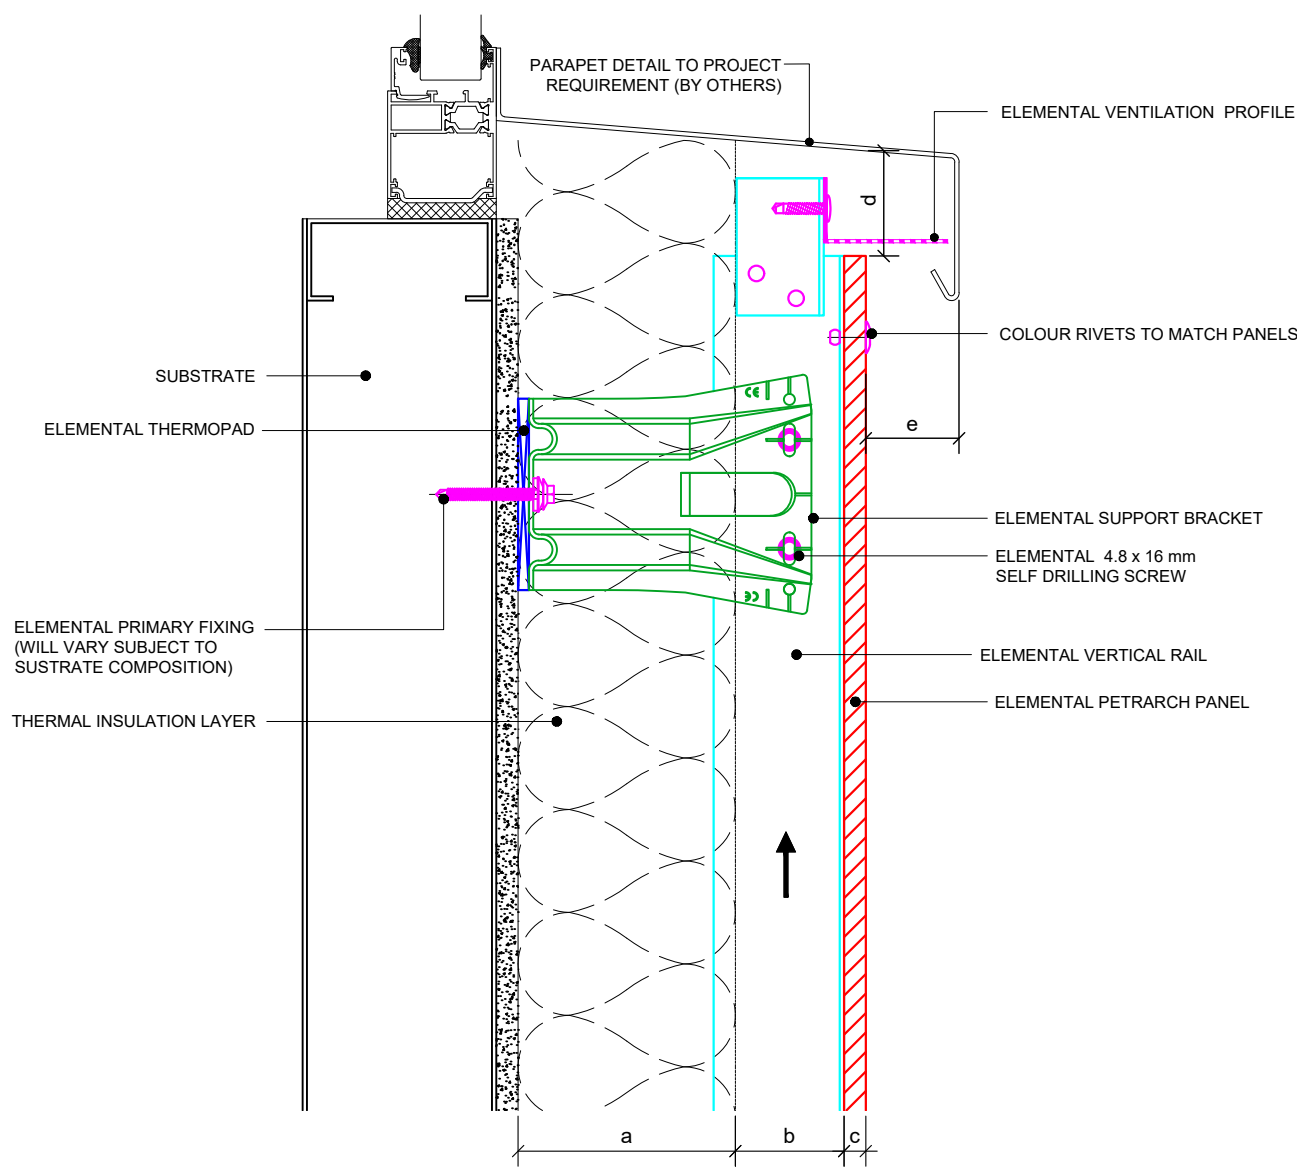 PARAPET DETAIL TO PROJECT
REQUIREMENT (BY OTHERS)
ELEMENTAL VENTILATION PROFILE
d
COLOUR RIVETS TO MATCH PANELS
SUBSTRATE
CE
e
ELEMENTAL THERMOPAD
ELEMENTAL SUPPORT BRACKET
ELEMENTAL 4.8 x 16 mm
SELF DRILLING SCREW
CE
ELEMENTAL PRIMARY FIXING
(WILL VARY SUBJECT TO
SUSTRATE COMPOSITION)
ELEMENTAL VERTICAL RAIL
ELEMENTAL PETRARCH PANEL
THERMAL INSULATION LAYER
a
b
c